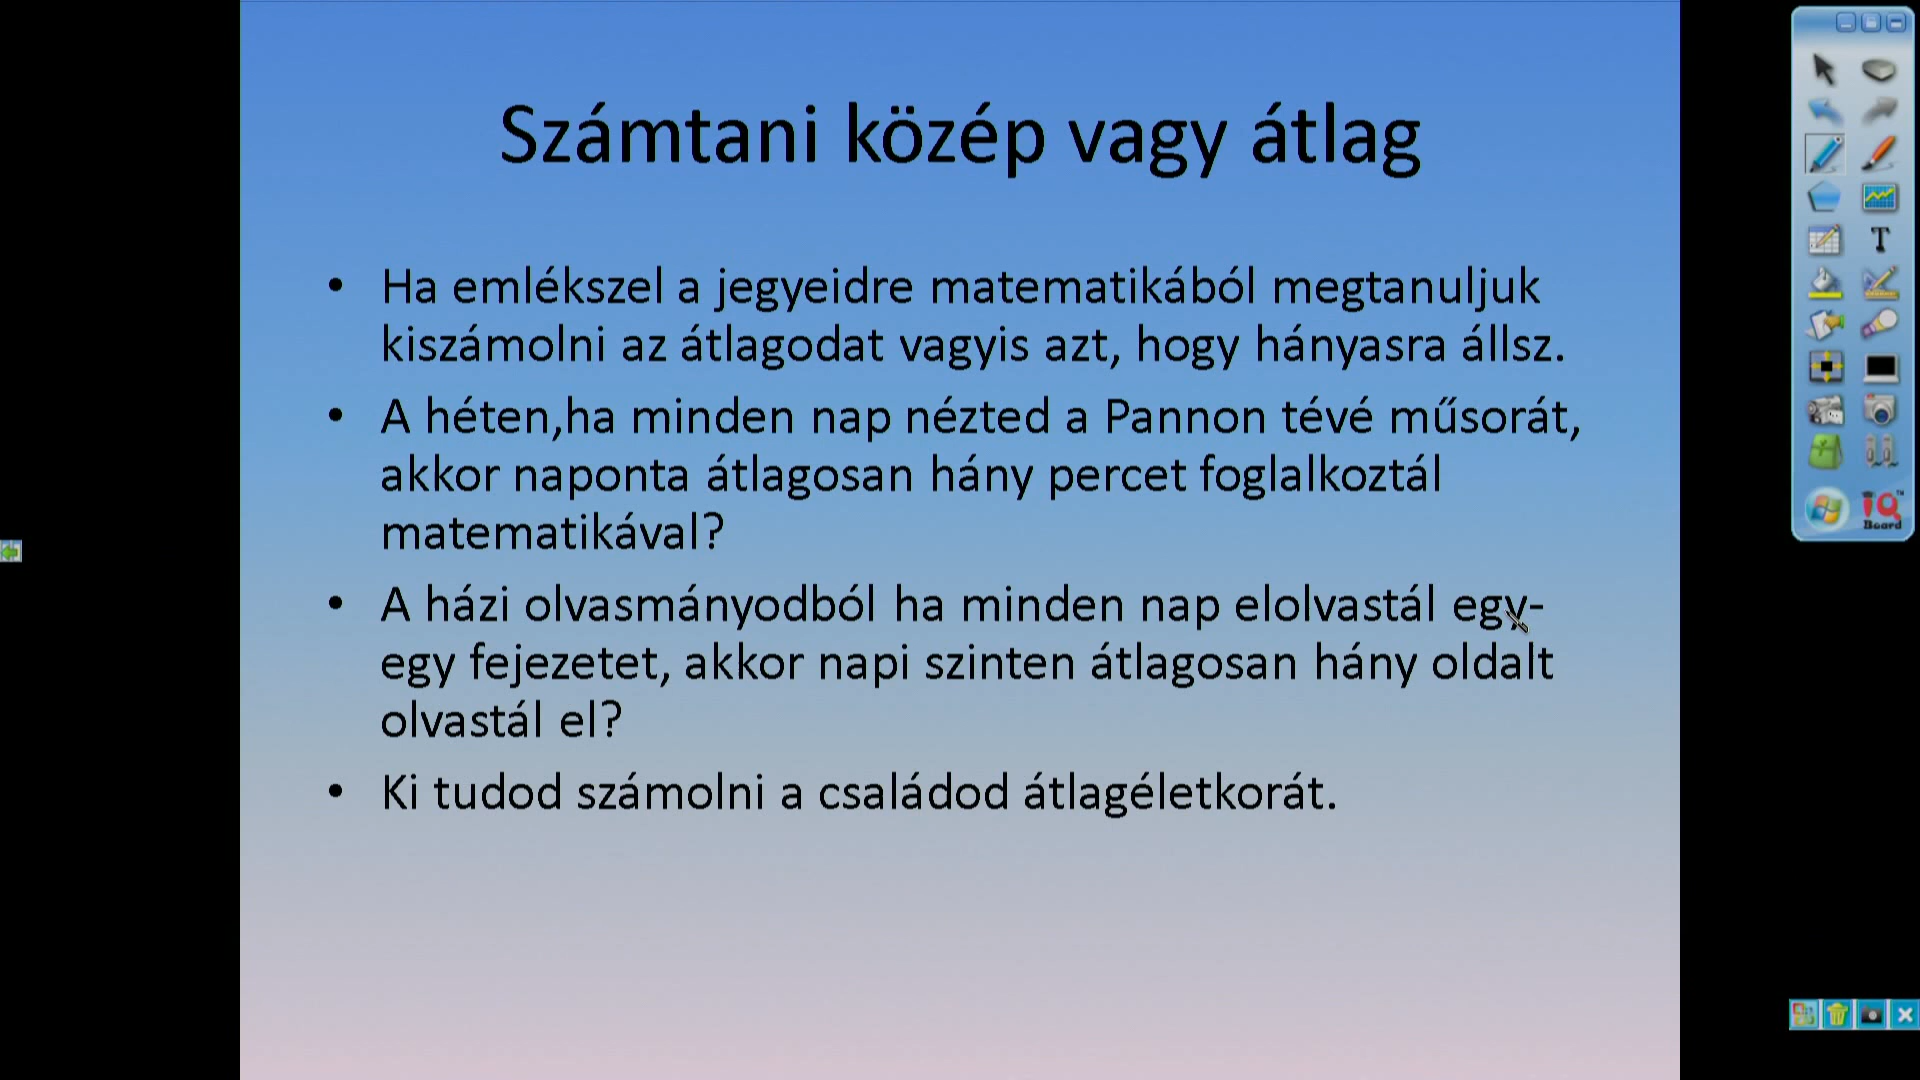 Számtani közép vagy átlag
• Ha emlékszel a jegyeidre matematikából megtanuljuk
kiszámolni az átlagodat vagyis azt, hogy hányasra állsz.
• A héten,ha minden nap nézted a Pannon tévé műsorát,
akkor naponta átlagosan hány percet foglalkoztál
matematikával?
• A házi olvasmányodból ha minden nap elolvastál egy-
egy fejezetet, akkor napi szinten átlagosan hány oldalt
olvastál el?
• Ki tudod számolni a családod átlagéletkorát.
T
IQ
Board